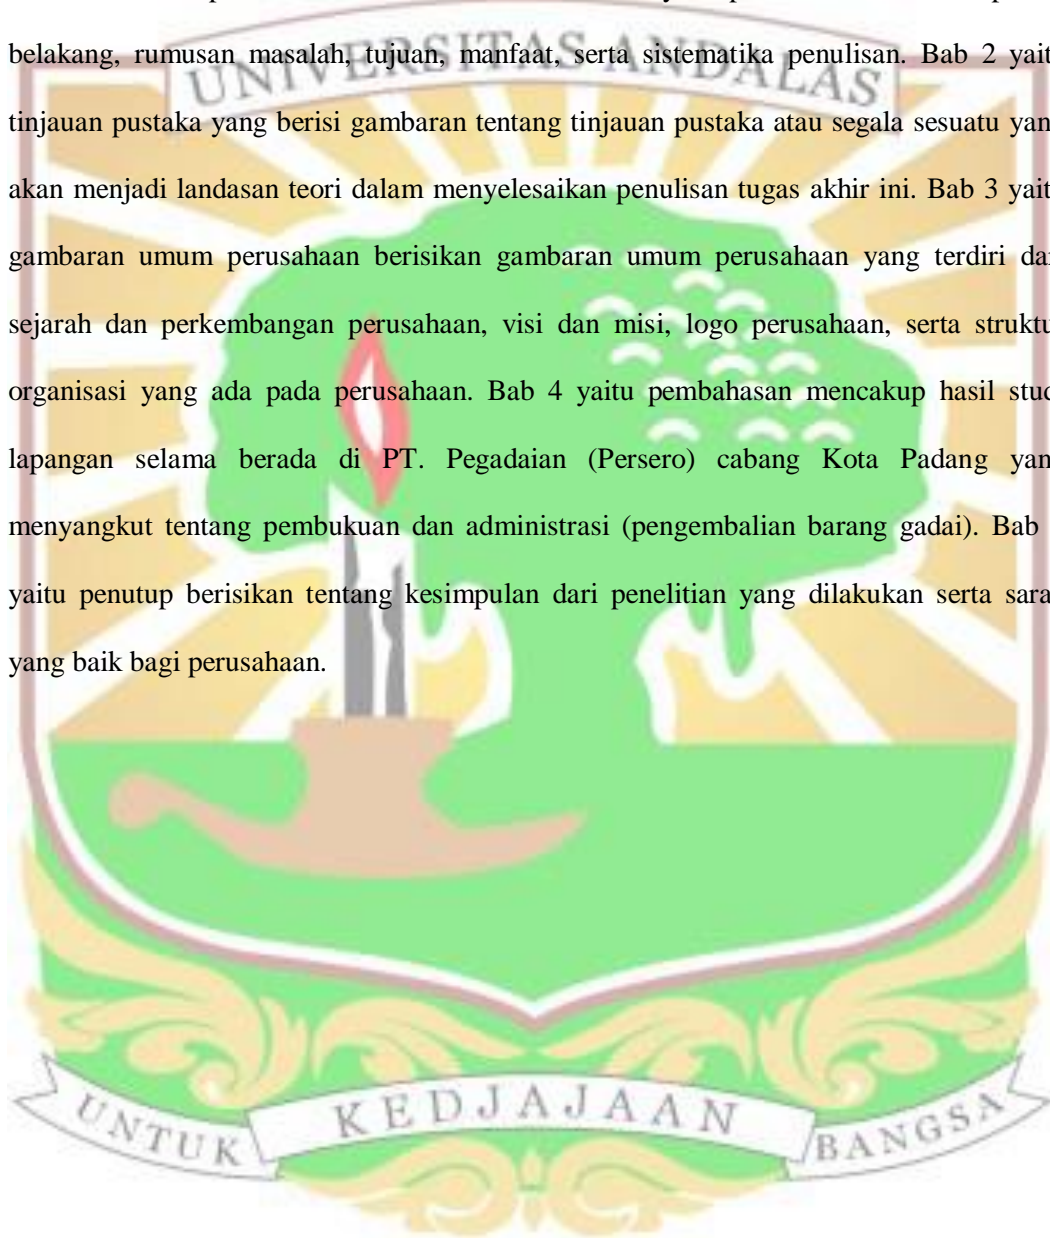 belakang, rumusan masalah, tujuan, manfaat, serta sistematika penulisan. Bab 2 yait
tinjauan pustaka yang berisi gambaran tentang tinjauan pustaka atau segala sesuatu yan
akan menjadi landasan teori dalam menyelesaikan penulisan tugas akhir ini. Bab 3 yait
gambaran umum perusahaan berisikan gambaran umum perusahaan yang terdiri dar
sejarah dan perkembangan perusahaan, visi dan misi, logo perusahaan, serta struktu
organisasi yang ada pada perusahaan. Bab 4 yaitu pembahasan mencakup hasil stud
lapangan selama berada di PT. Pegadaian (Persero) cabang Kota Padang yan
menyangkut tentang pembukuan dan administrasi (pengembalian barang gadai). Bab
yaitu penutup berisikan tentang kesimpulan dari penelitian yang dilakukan serta sara
yang baik bagi perusahaan.
UNIVERSITAS ANDALAS
UNTUK KEDJAJAAN BANGSA